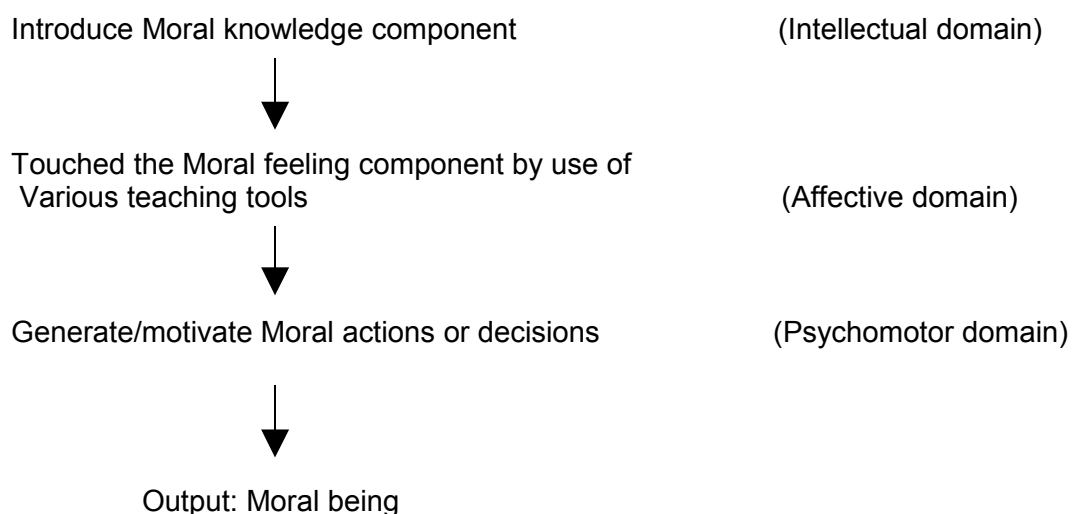 Introduce Moral knowledge component (Intellectual domain)
Touched the Moral feeling component by use of
Various teaching tools (Affective domain)
Generate/motivate Moral actions or decisions (Psychomotor domain)
Output: Moral being